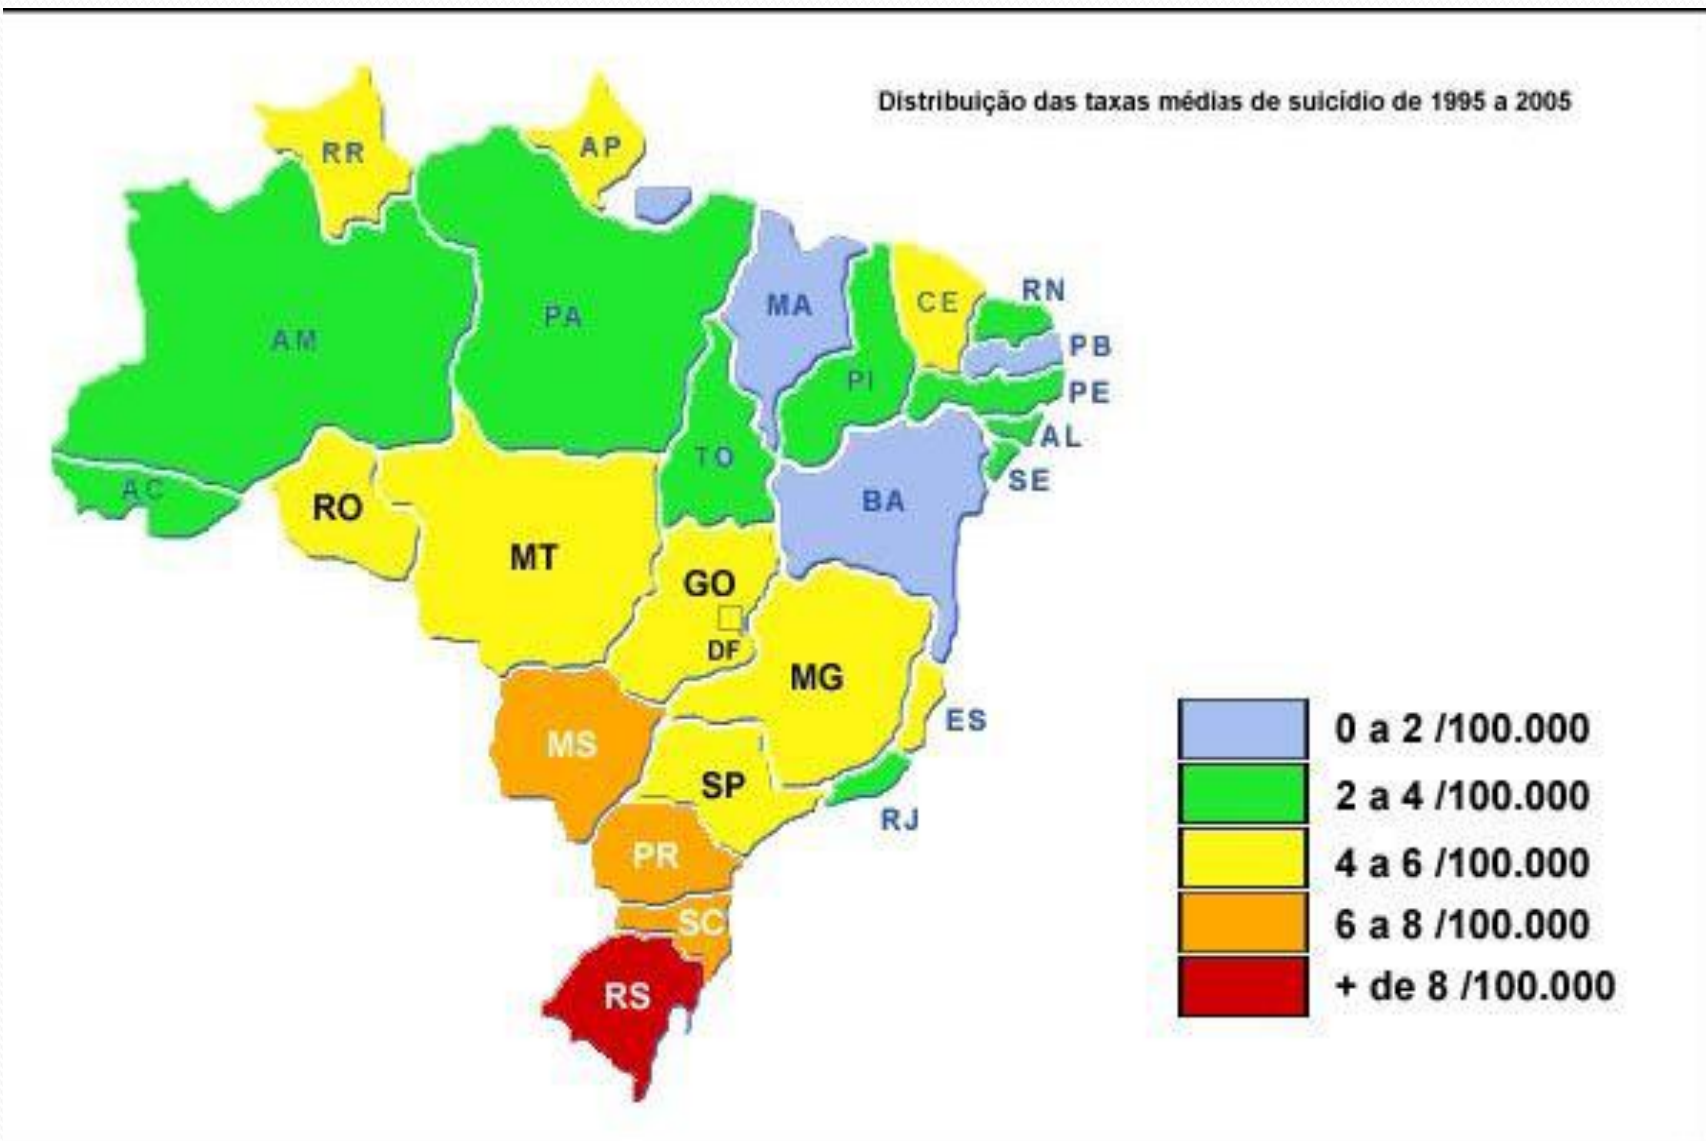 Distribuição das taxas médias de suicídio de 1995 a 2005
RR
AP
AM
PA
MA
CE
RN
PB
PI
PE
AL
TO
SE
AC
RO
BA
MT
GO
DF
MG
ES
MS
SP
RJ
PR
SC
RS
0 a 2 /100.000
2 a 4 /100.000
4 a 6 /100.000
6 a 8 /100.000
+ de 8 /100.000